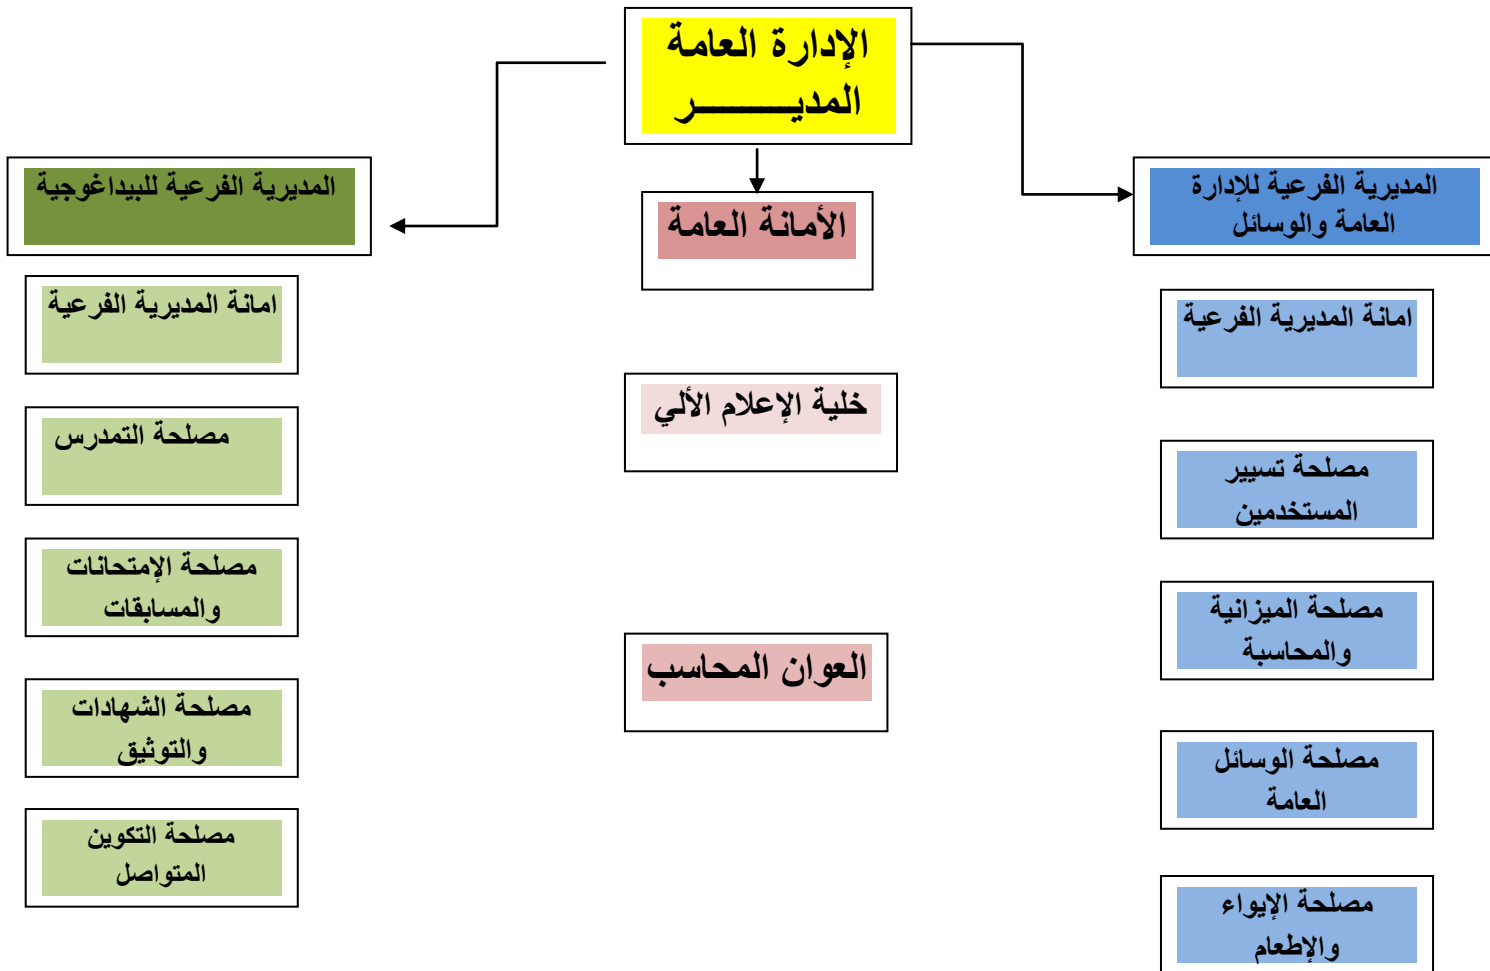 الإدارة العامة
المديـــــــــــر
المديرية الفرعية للإدارة
العامة والوسائل
امانة المديرية الفرعية
مصلحة تسيير
المستخدمين
مصلحة الميزانية
والمحاسبة
مصلحة الوسائل
العامة
مصلحة الإيواء
والإطعام
الأمانة العامة
خلية الإعلام الألي
العوان المحاسب
المديرية الفرعية للبيداغوجية
امانة المديرية الفرعية
مصلحة التمدرس
مصلحة الإمتحانات
والمسابقات
مصلحة الشهادات
والتوثيق
مصلحة التكوين
المتواصل